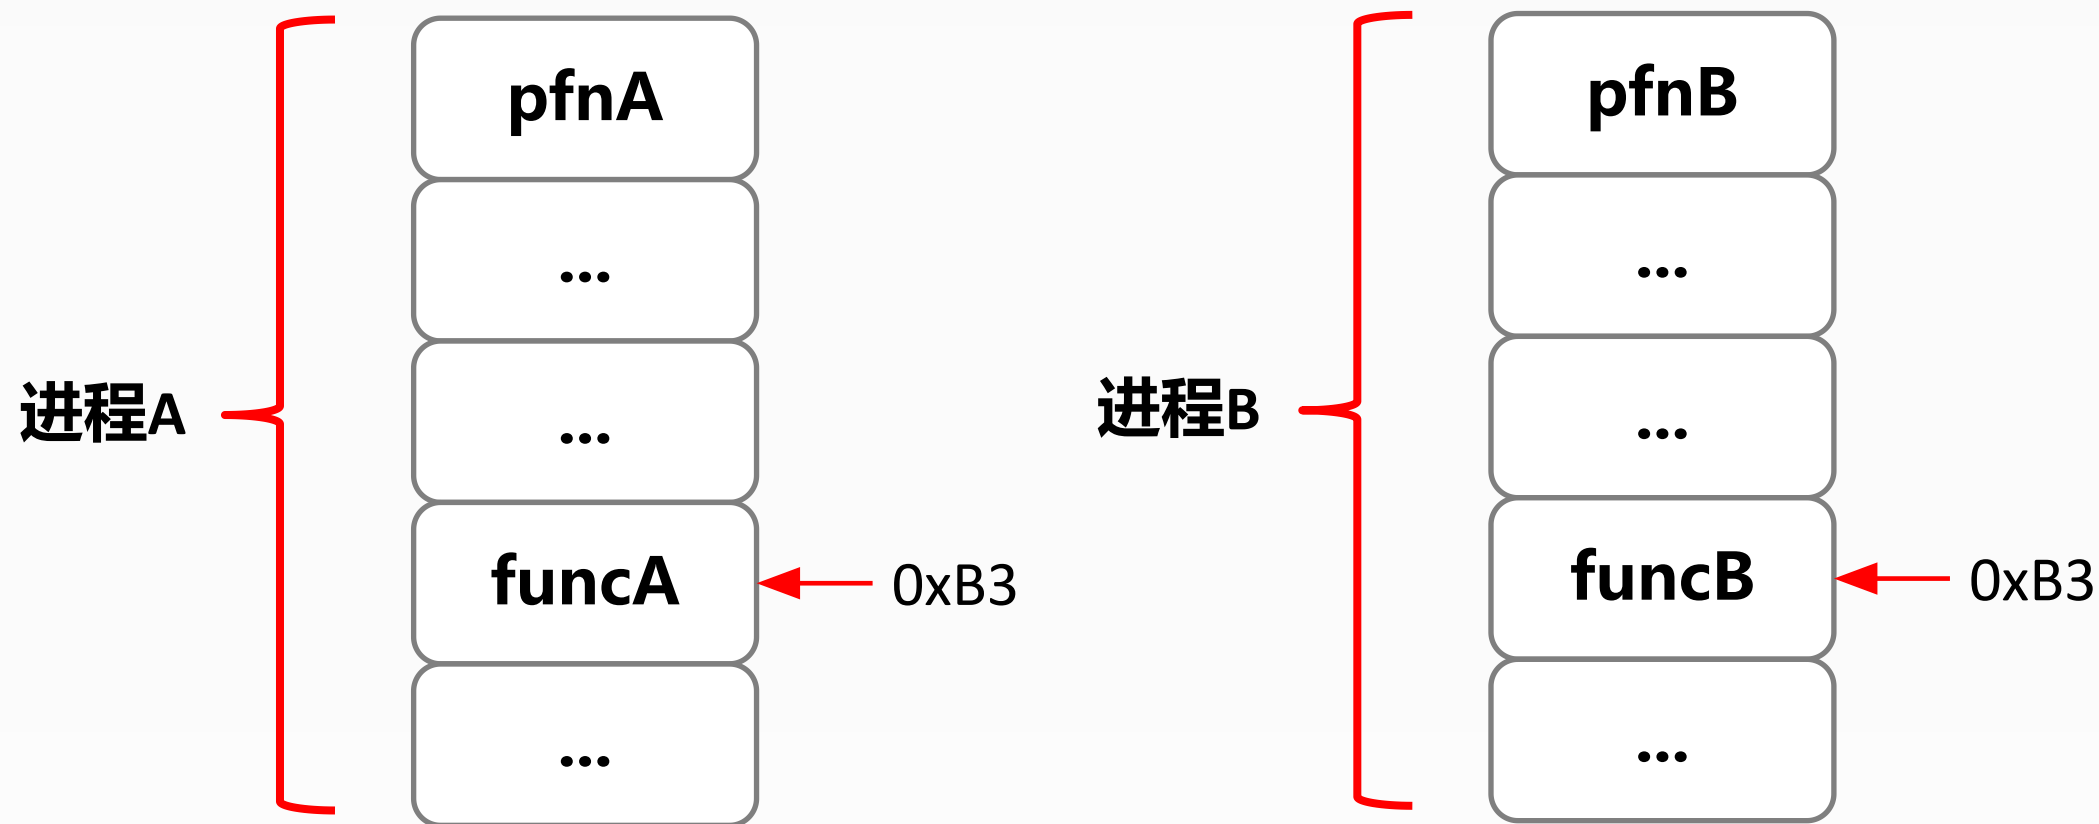 pfnA
...
...
进程A
funcA
0xB3
...
pfnB
...
...
进程B
funcB
0xB3
...